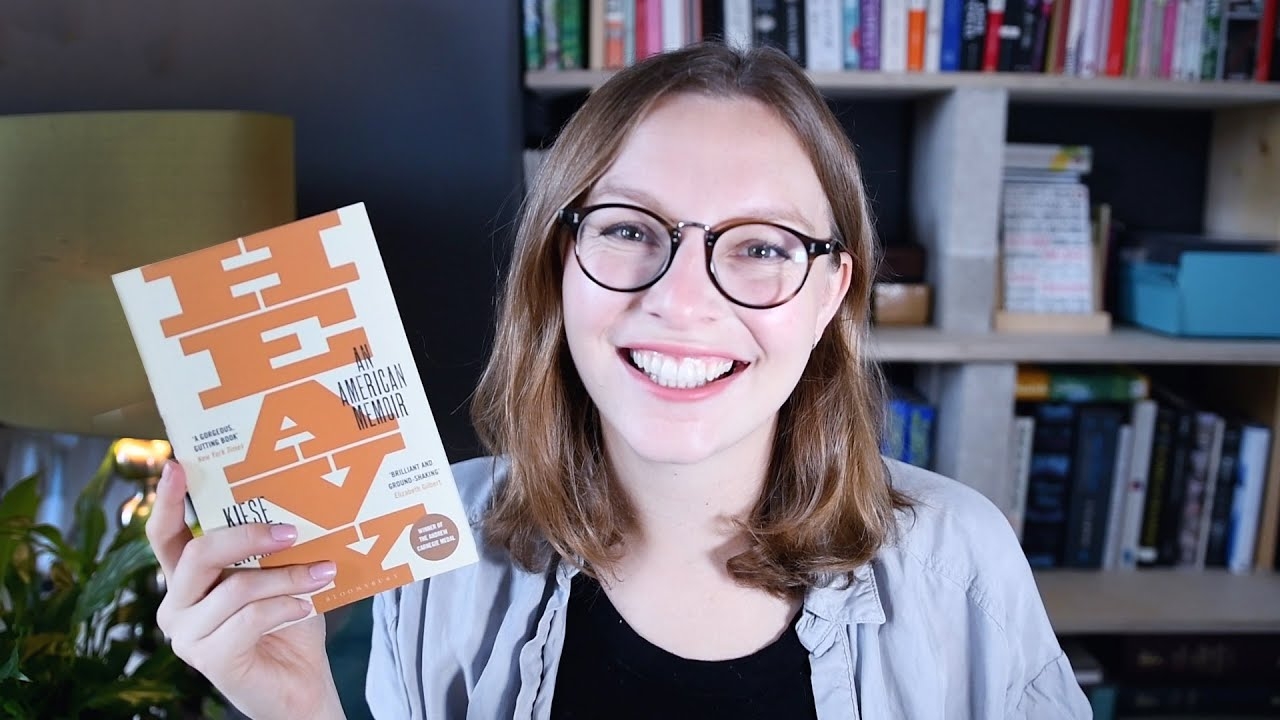 HEAVY
AN
AMERICAN
MEMOIR
'A GORGEOUS,
GUTTING BOOK'
New York Times
'BRILLIANT AND
GROUND-SHAKING'
Elizabeth Gilbert
KIESE
WINNER OF
THE ANDREW
CARNEGIE MEDAL
BLOOMSBURY